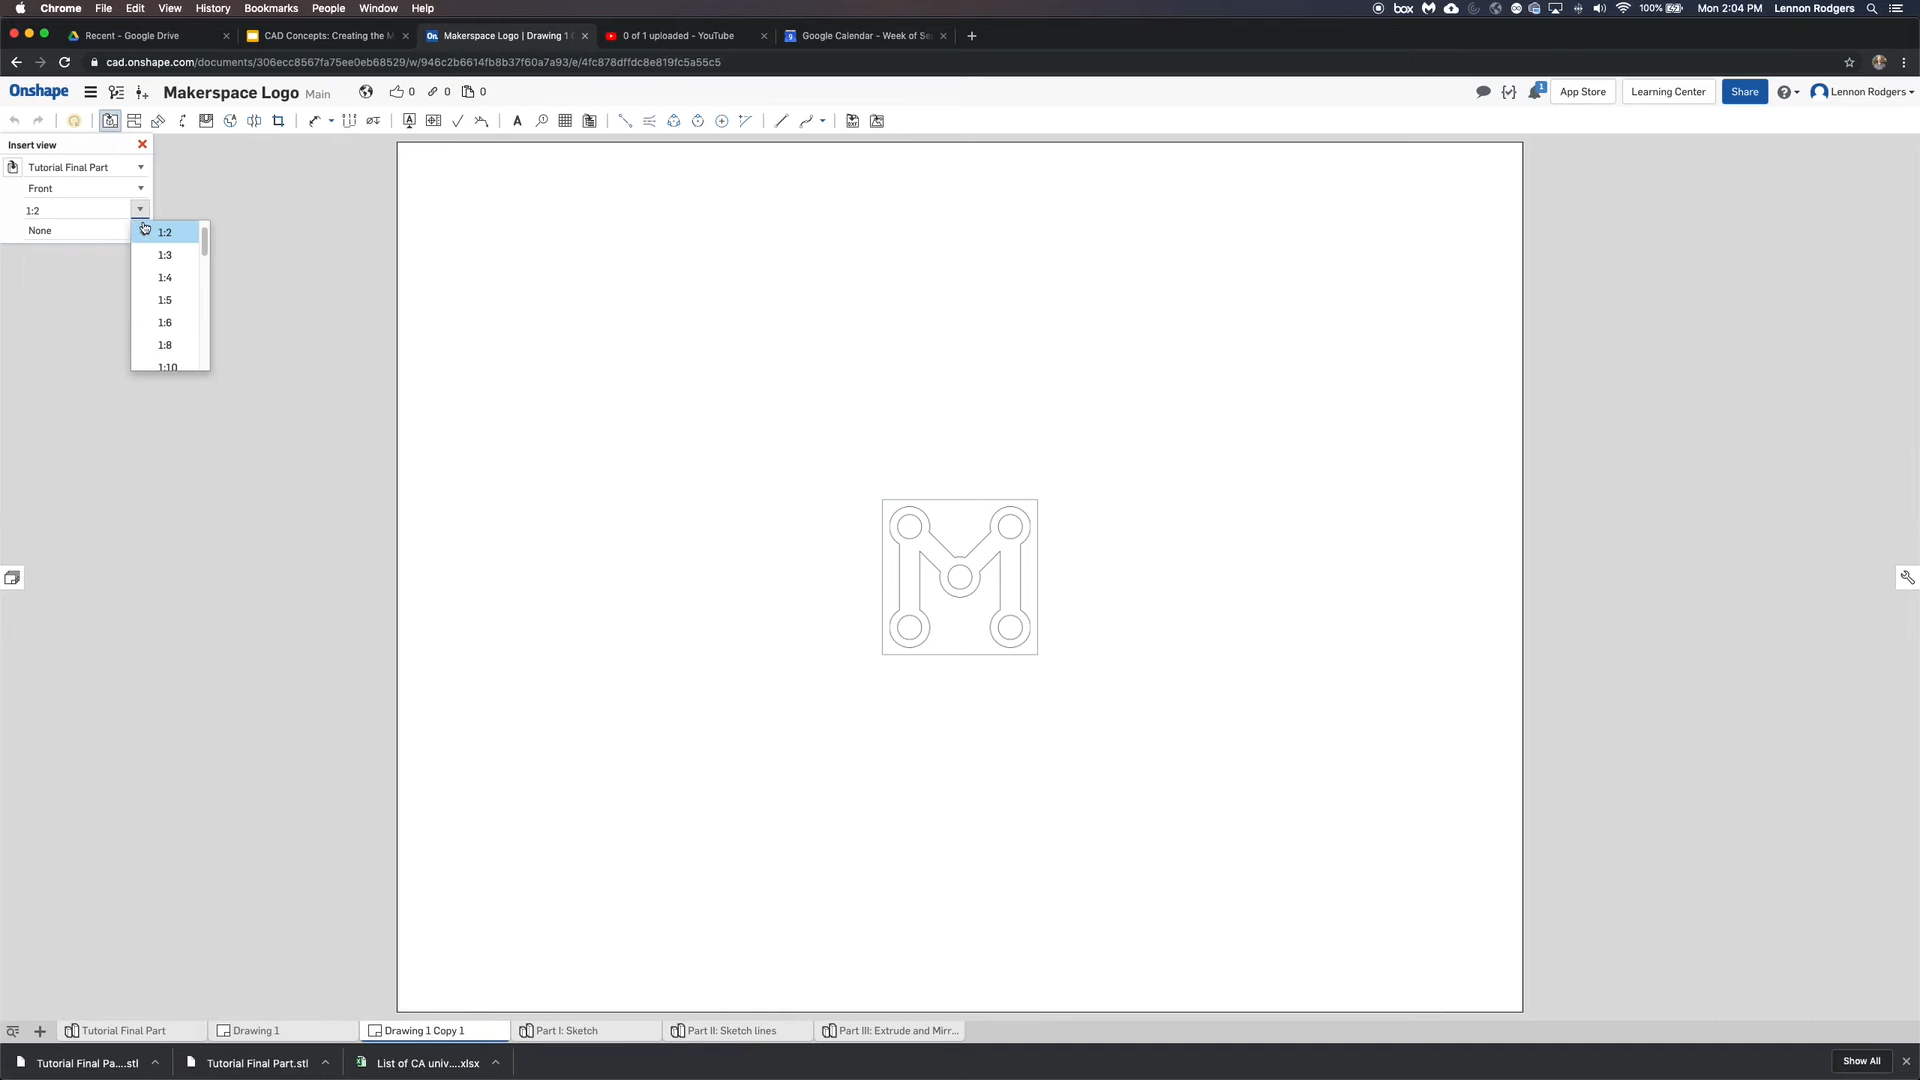 Chrome File Edit View History Bookmarks People Window Help box 100% Mon 2:04 PM Lennon Rodgers
Recent - Google Drive CAD Concepts: Creating the M Makerspace Logo | Drawing 1 0 of 1 uploaded - YouTube Google Calendar - Week of Se
cad.onshape.com/documents/306ecc8567fa75ee0eb68529/w/946c2b6614fb8b37f60a7a93/e/4fc878dffdc8e819fc5a55c5
Onshape Makerspace Logo Main 0 0 0 1 App Store Learning Center Share Lennon Rodgers
Insert view
Tutorial Final Part
Front
1:2
None
1:2
1:3
1:4
1:5
1:6
1:8
1:10
Tutorial Final Part Drawing 1 Drawing 1 Copy 1 Part I: Sketch Part II: Sketch lines Part III: Extrude and Mirr...
Tutorial Final Pa....stl Tutorial Final Part.stl List of CA univ....xlsx Show All